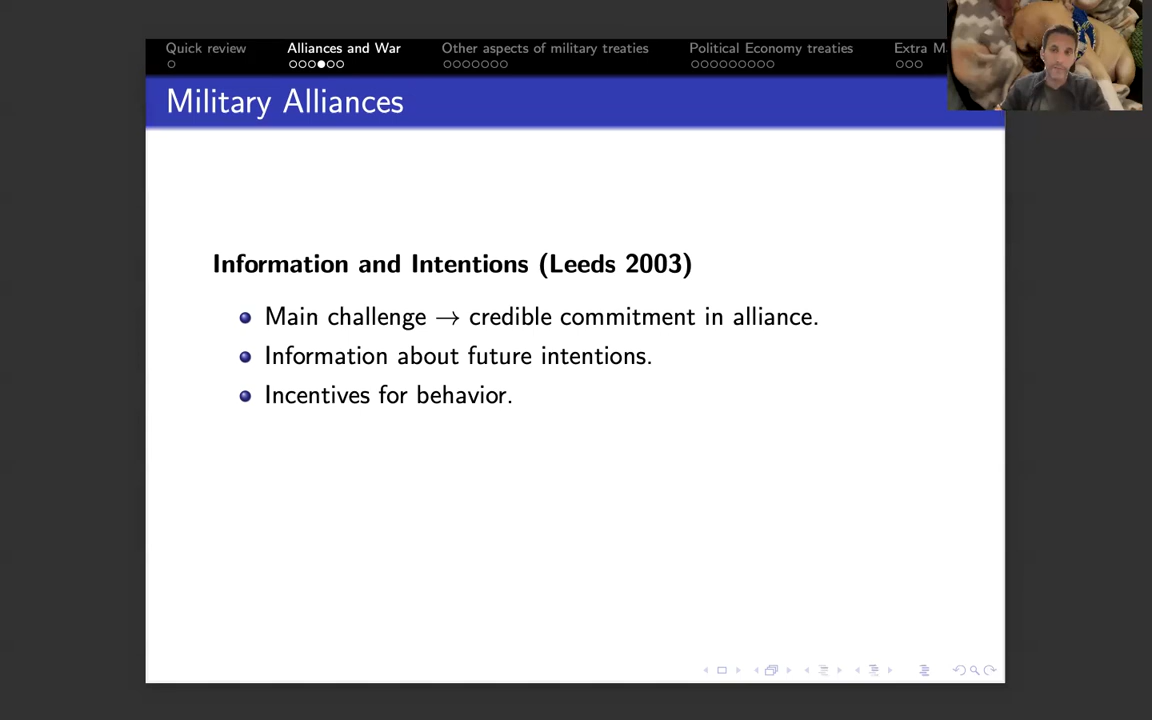 Quick review
Alliances and War
Other aspects of military treaties
Political Economy treaties
Extra M
Military Alliances
Information and Intentions (Leeds 2003)
Main challenge → credible commitment in alliance.
Information about future intentions.
Incentives for behavior.